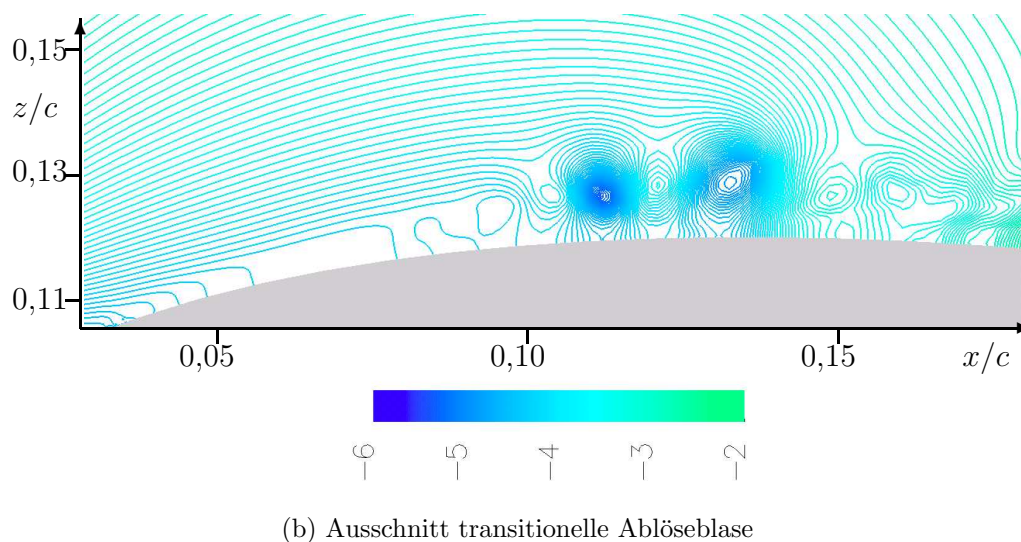 0,15
z/c
0,13
0,11
0,05 0,10 0,15 x/c
−6 −5 −4 −3 −2
(b) Ausschnitt transitionelle Ablöseblase